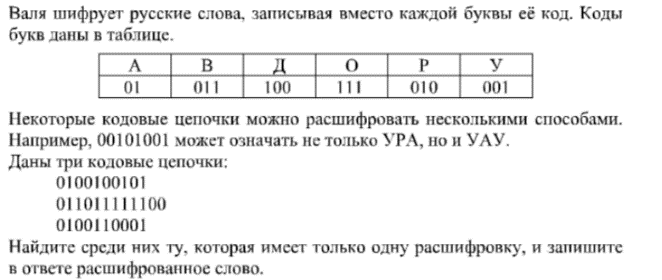 Валя шифрует русские слова, записывая вместо каждой буквы её код. Коды
букв даны в таблице.
А В Д О Р У
01 011 100 111 010 001
Некоторые кодовые цепочки можно расшифровать несколькими способами.
Например, 00101001 может означать не только УРА, но и УАУ.
Даны три кодовые цепочки:
0100100101
011011111100
0100110001
Найдите среди них ту, которая имеет только одну расшифровку, и запишите
в ответе расшифрованное слово.